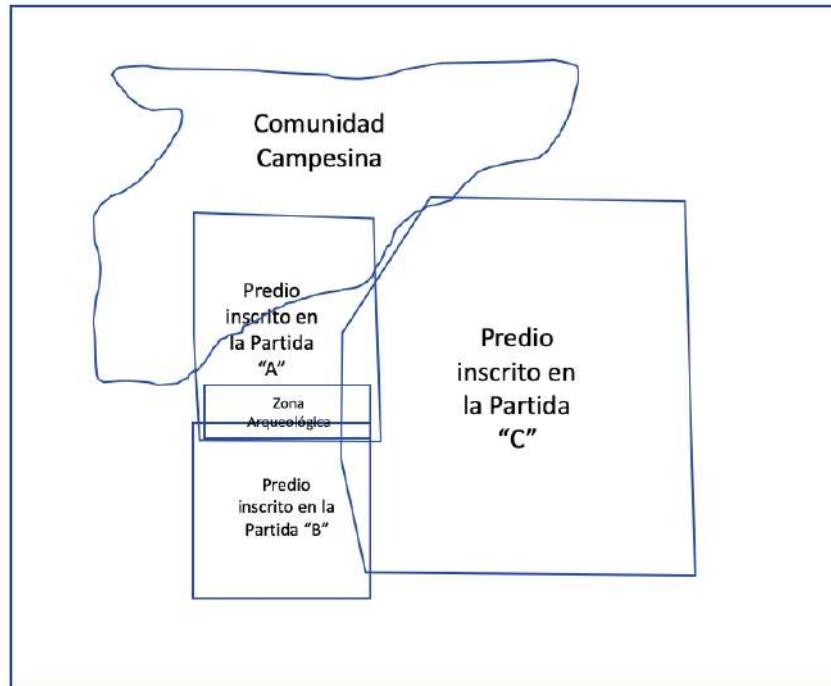 Comunidad
Campesina
Predio
inscrito en
la Partida
“A”
Zona
Arqueológica
Predio
inscrito en la
Partida “B”
Predio
inscrito en
la Partida
“C”